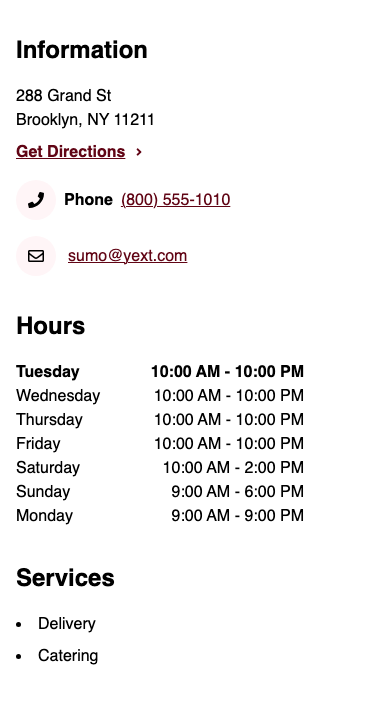 Information
288 Grand St
Brooklyn, NY 11211
Get Directions
Phone (800) 555-1010
sumo@yext.com
Hours
Tuesday 10:00 AM - 10:00 PM
Wednesday 10:00 AM - 10:00 PM
Thursday 10:00 AM - 10:00 PM
Friday 10:00 AM - 10:00 PM
Saturday 10:00 AM - 2:00 PM
Sunday 9:00 AM - 6:00 PM
Monday 9:00 AM - 9:00 PM
Services
• Delivery
• Catering